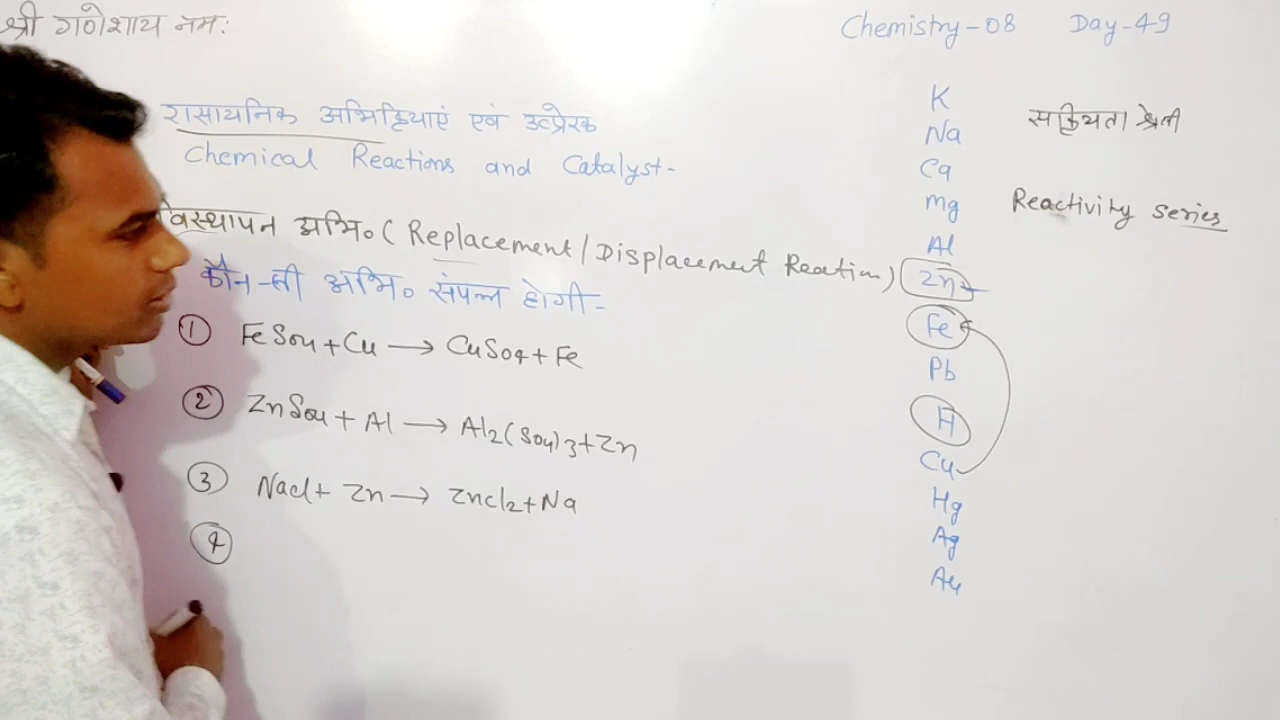 श्री गणेशाय नमः
Chemistry-08 Day-49
रासायनिक अभिक्रियाएं एवं उत्प्रेरक
Chemical Reactions and Catalyst-
विस्थापन अभि० (Replacement/Displacement Reaction)
कौन-सी अभि० संपन्न होगी-
① FeSO4 + Cu → CuSO4 + Fe
② ZnSO4 + Al → Al2(SO4)3 + Zn
③ NaCl + Zn → ZnCl2 + Na
④
K
Na
Ca
Mg
Al
Zn
Fe
Pb
H
Cu
Hg
Ag
Au
सक्रियता श्रेणी
Reactivity series